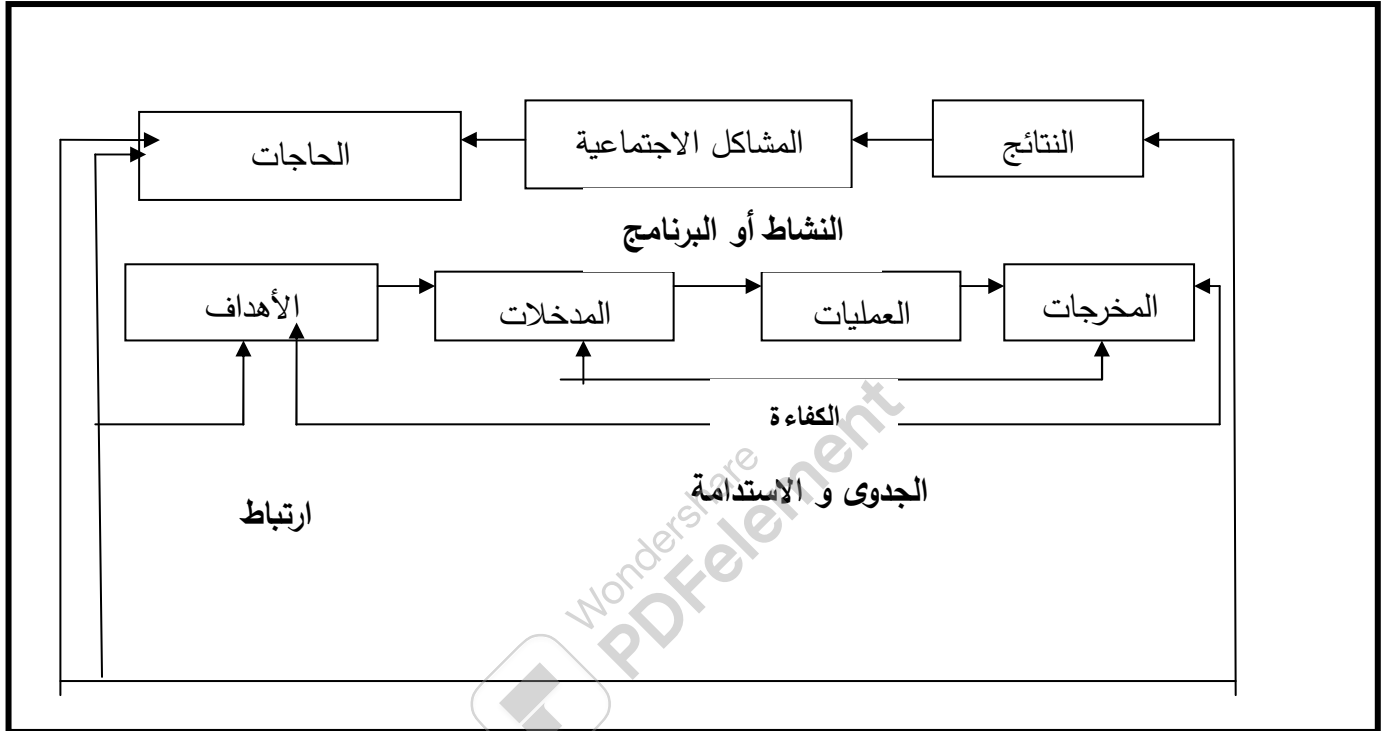 النتائج
المشاكل الاجتماعية
الحاجات
النشاط أو البرنامج
الأهداف
المدخلات
العمليات
المخرجات
الكفاءة
الجدوى و الاستدامة
ارتباط
Wondershare
PDFelement